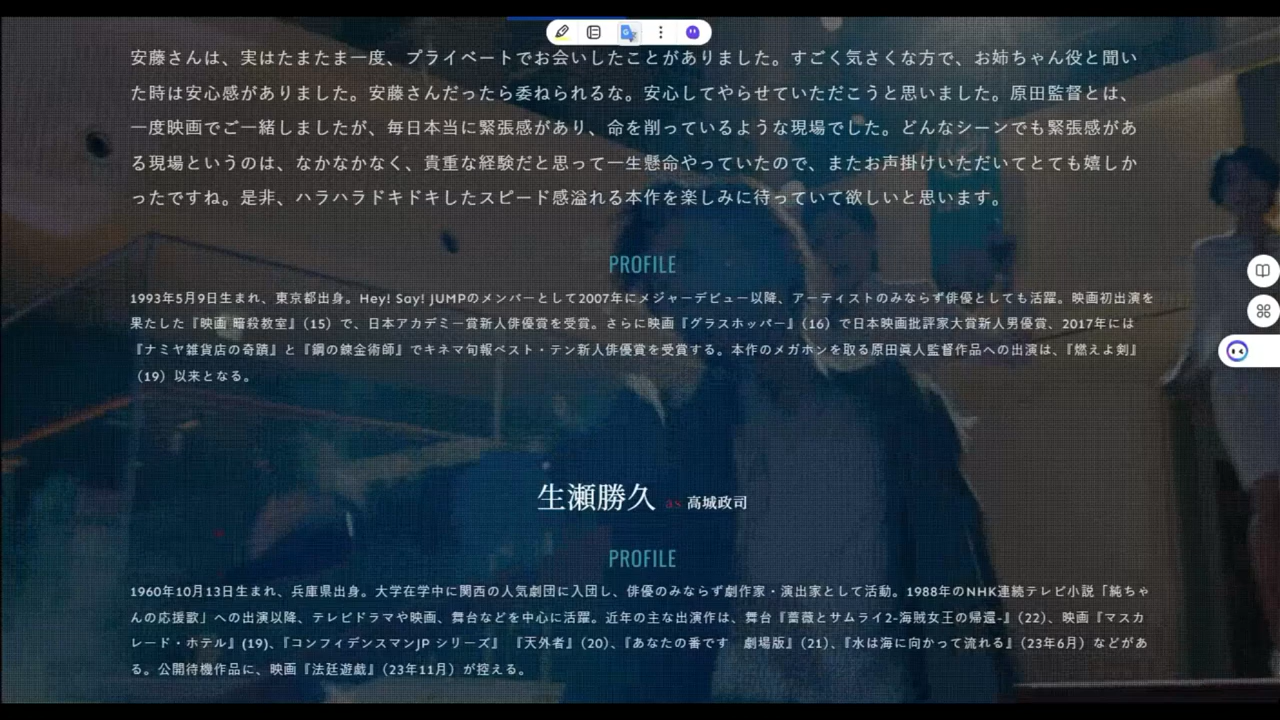 安藤さんは、実はたまたま一度、プライベートでお会いしたことがありました。すごく気さくな方で、お姉ちゃん役と聞い
た時は安心感がありました。安藤さんだったら委ねられるな。安心してやらせていただこうと思いました。原田監督とは、
一度映画でご一緒しましたが、毎日本当に緊張感があり、命を削っているような現場でした。どんなシーンでも緊張感があ
る現場というのは、なかなかなく、貴重な経験だと思って一生懸命やっていたので、またお声掛けいただいてとても嬉しか
ったですね。是非、ハラハラドキドキしたスピード感溢れる本作を楽しみに待っていて欲しいと思います。
PROFILE
1993年5月9日生まれ、東京都出身。Hey! Say! JUMPのメンバーとして2007年にメジャーデビュー以降、アーティストのみならず俳優としても活躍。映画初出演を
果たした『映画 暗殺教室』（15）で、日本アカデミー賞新人俳優賞を受賞。さらに映画『グラスホッパー』（16）で日本映画批評家大賞新人男優賞、2017年には
『ナミヤ雑貨店の奇蹟』と『鋼の錬金術師』でキネマ旬報ベスト・テン新人俳優賞を受賞する。本作のメガホンを取る原田眞人監督作品への出演は、『燃えよ剣』
（19）以来となる。
生瀬勝久 as 高城政司
PROFILE
1960年10月13日生まれ、兵庫県出身。大学在学中に関西の人気劇団に入団し、俳優のみならず劇作家・演出家として活動。1988年のNHK連続テレビ小説「純ちゃ
んの応援歌」への出演以降、テレビドラマや映画、舞台などを中心に活躍。近年の主な出演作は、舞台『薔薇とサムライ2-海賊女王の帰還-』（22）、映画『マスカ
レード・ホテル』(19)、『コンフィデンスマンJP シリーズ』 『天外者』（20）、『あなたの番です　劇場版』（21）、『水は海に向かって流れる』（23年6月）などがあ
る。公開待機作品に、映画『法廷遊戯』（23年11月）が控える。